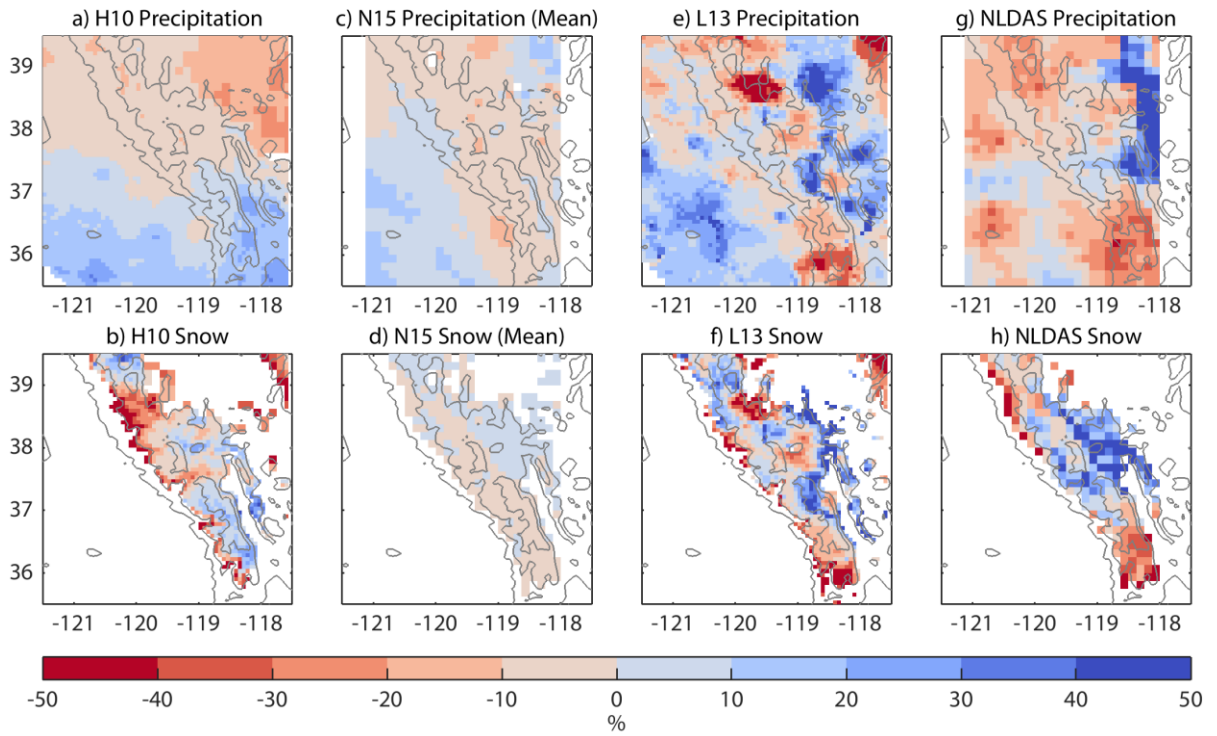 a) H10 Precipitation c) N15 Precipitation (Mean) e) L13 Precipitation g) NLDAS Precipitation
39
38
37
36
-121 -120 -119 -118 -121 -120 -119 -118 -121 -120 -119 -118 -121 -120 -119 -118
b) H10 Snow d) N15 Snow (Mean) f) L13 Snow h) NLDAS Snow
39
38
37
36
-121 -120 -119 -118 -121 -120 -119 -118 -121 -120 -119 -118 -121 -120 -119 -118
-50 -40 -30 -20 -10 0 10 20 30 40 50
%